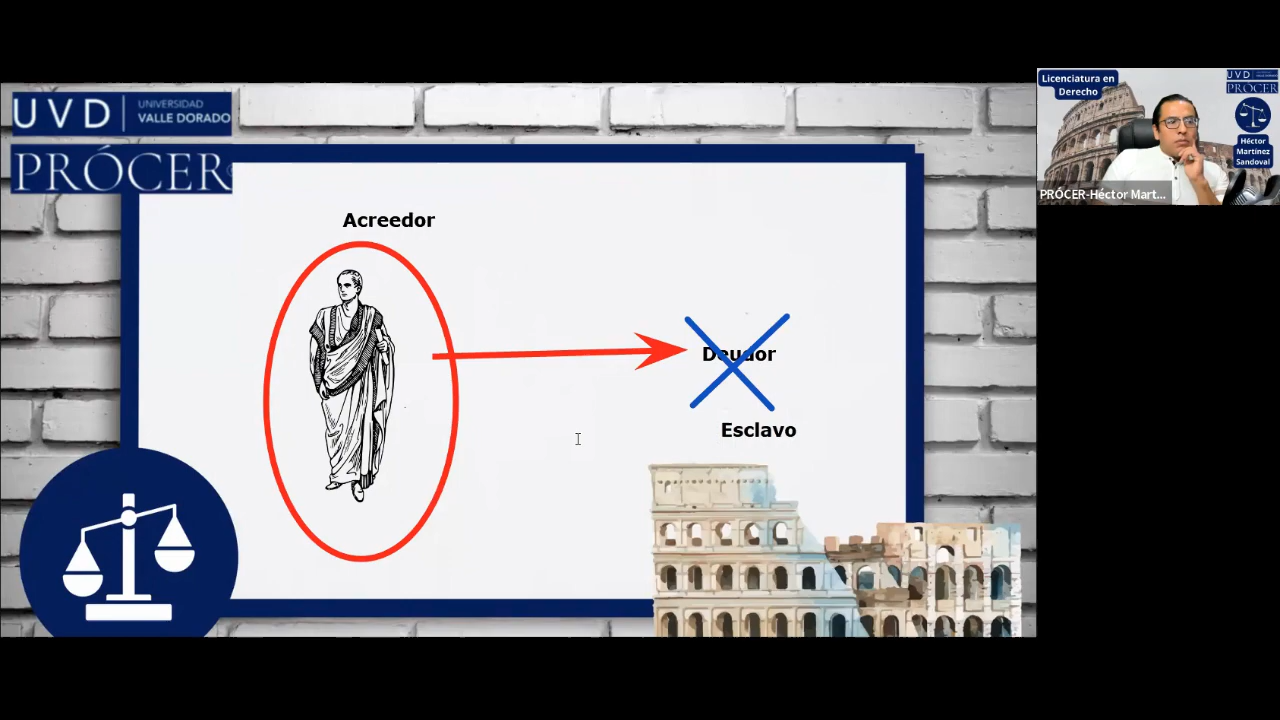 UVD
UNIVERSIDAD
VALLE DORADO
PRÓCER
Acreedor
Deudor
Esclavo
Licenciatura en
Derecho
UVD
PRÓCER
Héctor
Martínez
Sandoval
PRÓCER-Héctor Mart...